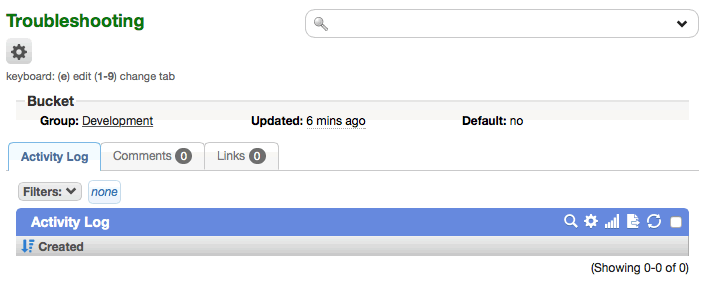 Troubleshooting
keyboard: (e) edit (1-9) change tab
Bucket
Group: Development Updated: 6 mins ago Default: no
Activity Log Comments 0 Links 0
Filters: none
Activity Log
Created
(Showing 0-0 of 0)